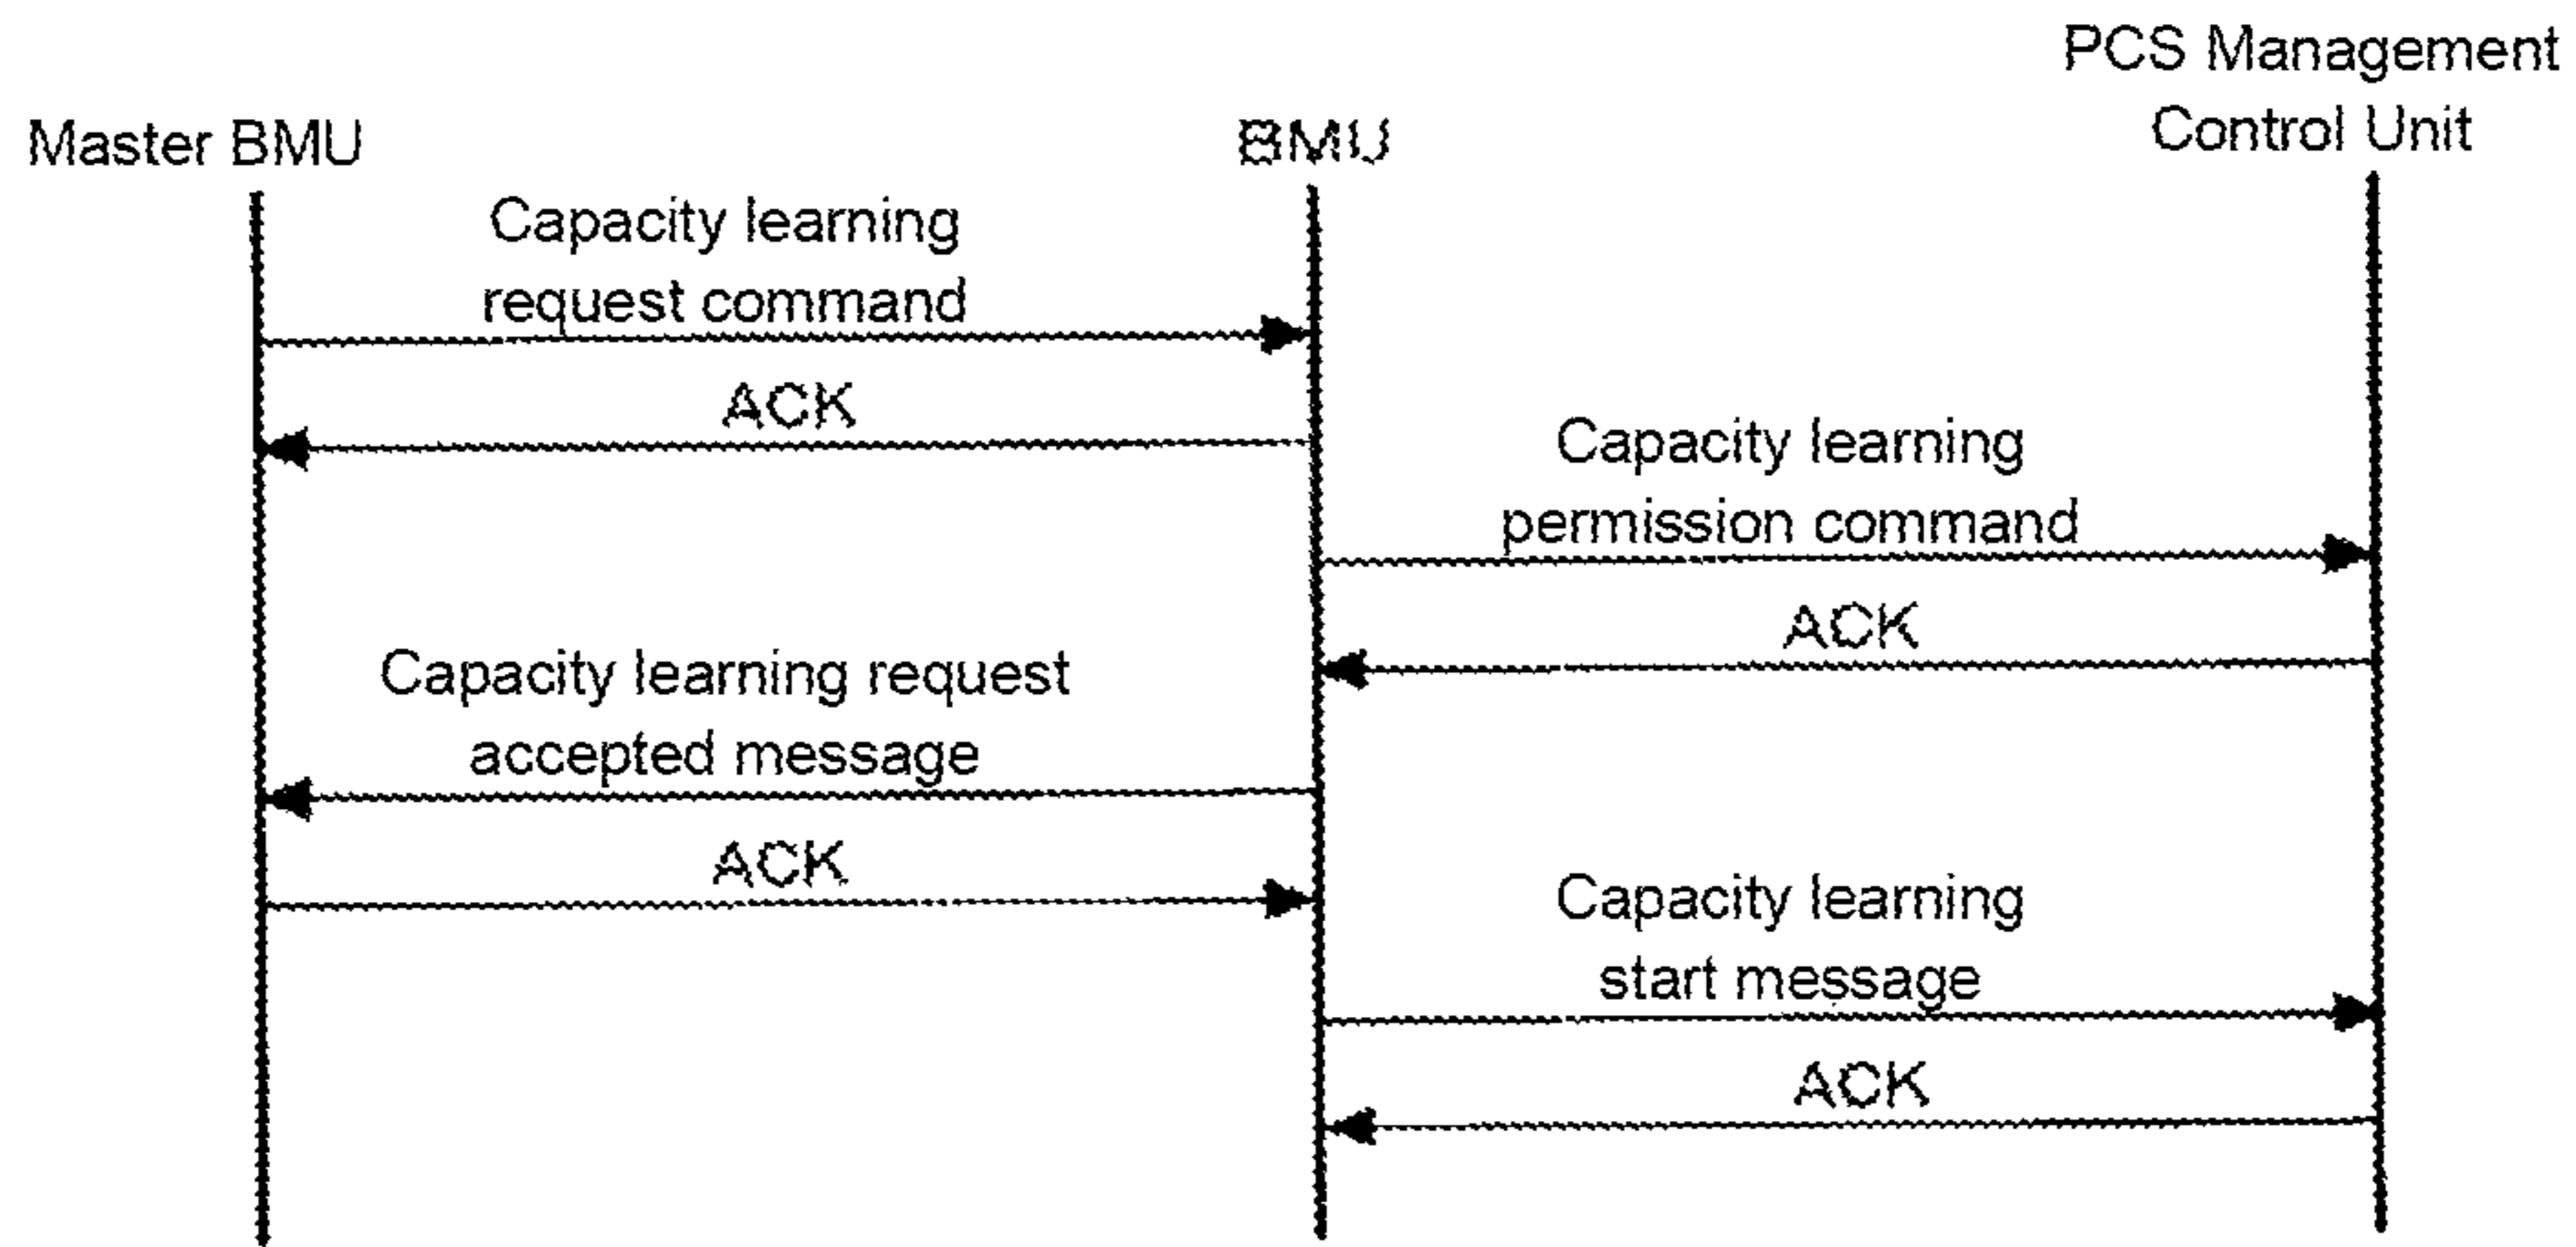 PCS Management
Control Unit
Master BMU
BMU
Capacity learning
request command
ACK
Capacity learning
permission command
ACK
Capacity learning request
accepted message
ACK
Capacity learning
start message
ACK